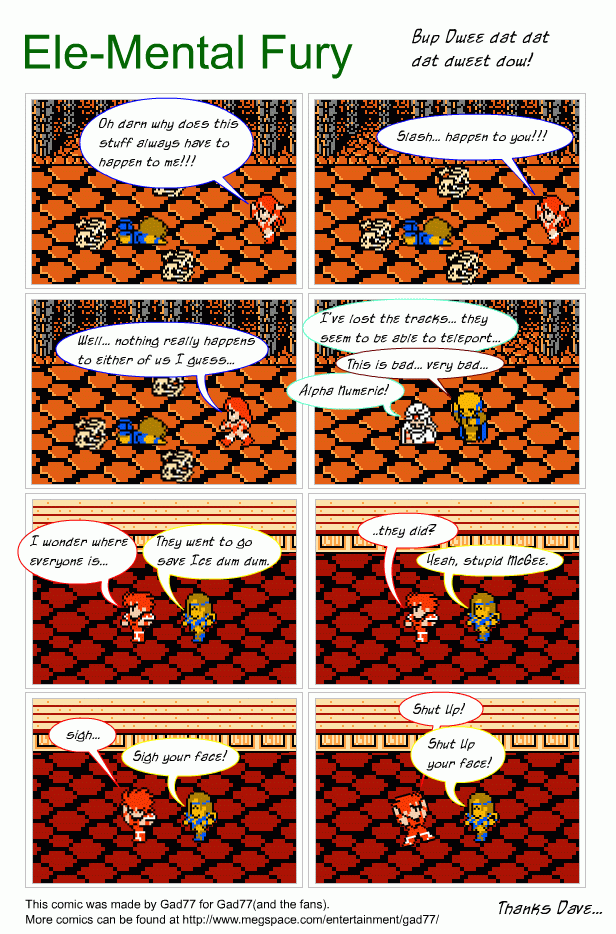 Ele-Mental Fury
Bup Dwee dat dat
dat dweet dow!
Oh darn why does this
stuff always have to
happen to me!!!
Slash... happen to you!!!
Well... nothing really happens
to either of us I guess...
I've lost the tracks... they
seem to be able to teleport...
This is bad... very bad...
Alpha Numeric!
I wonder where
everyone is...
They went to go
save Ice dum dum.
..they did?
Yeah, stupid McGee.
sigh...
Sigh your face!
Shut Up!
Shut Up
your face!
This comic was made by Gad77 for Gad77(and the fans).
More comics can be found at http://www.megspace.com/entertainment/gad77/
Thanks Dave...